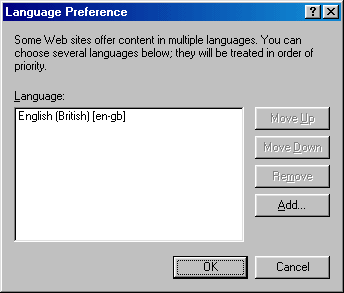 Language Preference
Some Web sites offer content in multiple languages. You can
choose several languages below; they will be treated in order of
priority.
Language:
English (British) [en-gb]
Move Up
Move Down
Remove
Add...
OK
Cancel